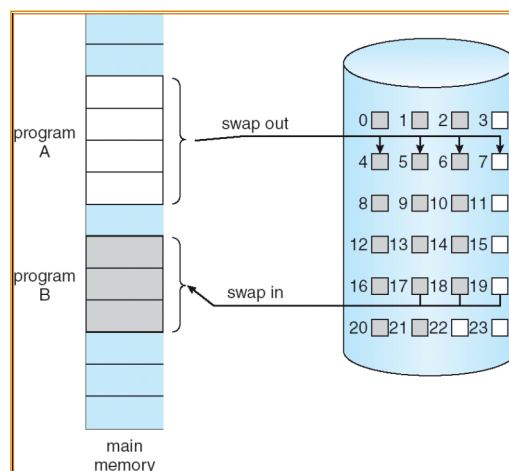 program
A
swap out
0 1 2 3
4 5 6 7
8 9 10 11
12 13 14 15
program
B
swap in
16 17 18 19
20 21 22 23
main
memory